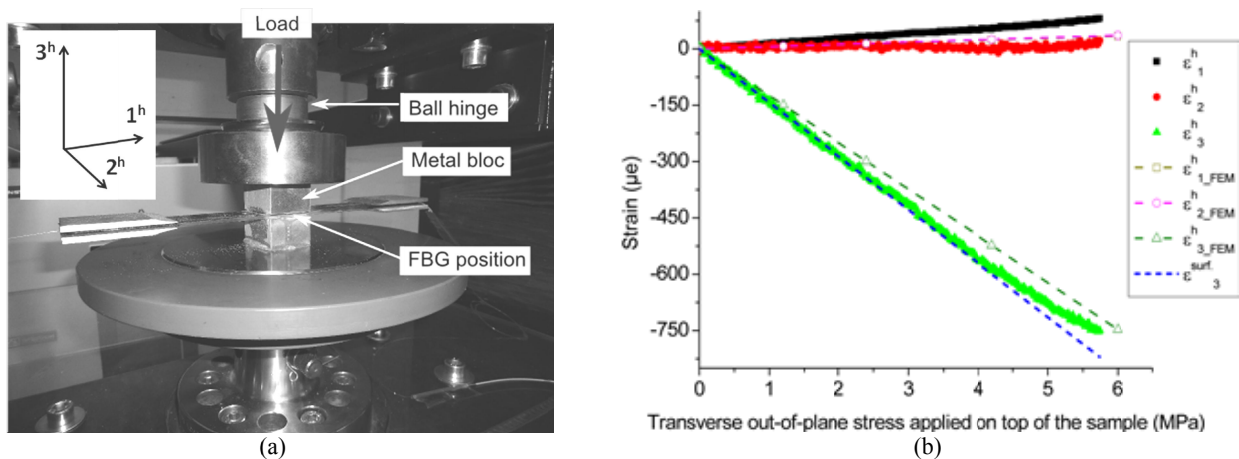 Load
3h
1h
2h
Ball hinge
Metal bloc
FBG position
(a)
Strain (µe)
0
-150
-300
-450
-600
-750
0 1 2 3 4 5 6
Transverse out-of-plane stress applied on top of the sample (MPa)
εh1
εh2
εh3
εh1_FEM
εh2_FEM
εh3_FEM
εsurf.3
(b)